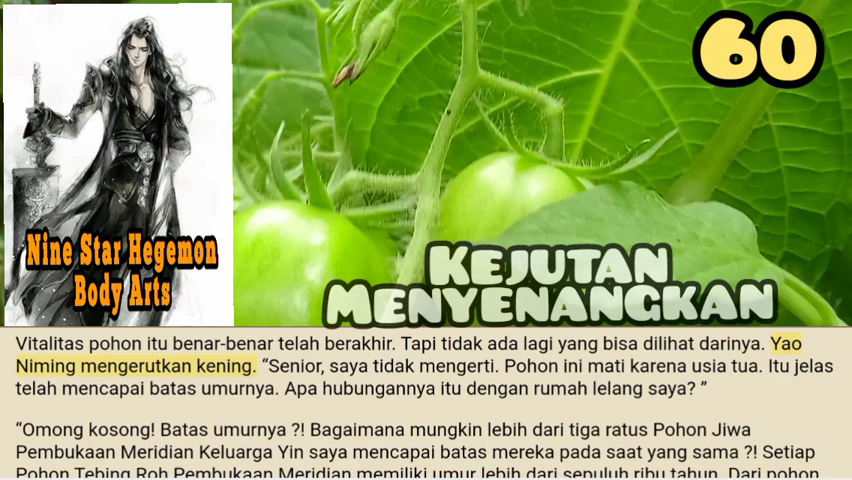 60
Nine Star Hegemon
Body Arts
Kejutan
Menyenangkan
Vitalitas pohon itu benar-benar telah berakhir. Tapi tidak ada lagi yang bisa dilihat darinya. Yao
Niming mengerutkan kening. “Senior, saya tidak mengerti. Pohon ini mati karena usia tua. Itu jelas
telah mencapai batas umurnya. Apa hubungannya itu dengan rumah lelang saya? ”
“Omong kosong! Batas umurnya ?! Bagaimana mungkin lebih dari tiga ratus Pohon Jiwa
Pembukaan Meridian Keluarga Yin saya mencapai batas mereka pada saat yang sama ?! Setiap
Pohon Tebing Roh Pembukaan Meridian memiliki umur lebih dari sepuluh ribu tahun. Dari pohon